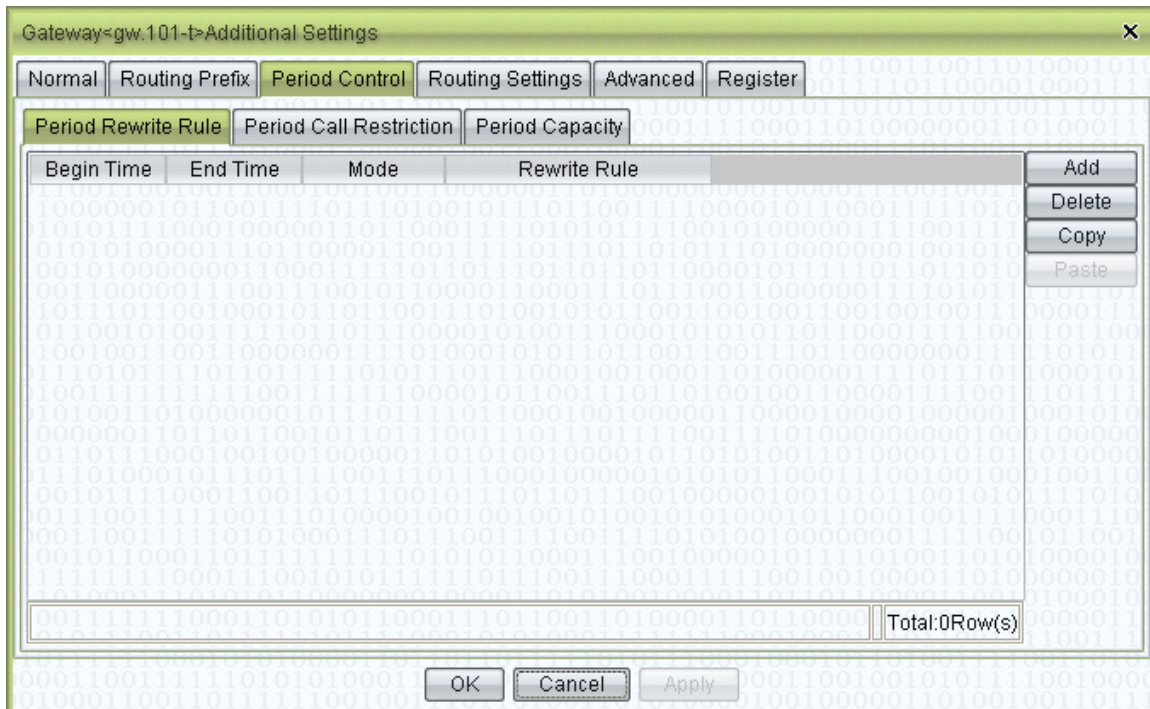 Gateway<gw.101-t>Additional Settings
Normal Routing Prefix Period Control Routing Settings Advanced Register
Period Rewrite Rule Period Call Restriction Period Capacity
Begin Time End Time Mode Rewrite Rule
Add
Delete
Copy
Paste
Total:0Row(s)
OK Cancel Apply